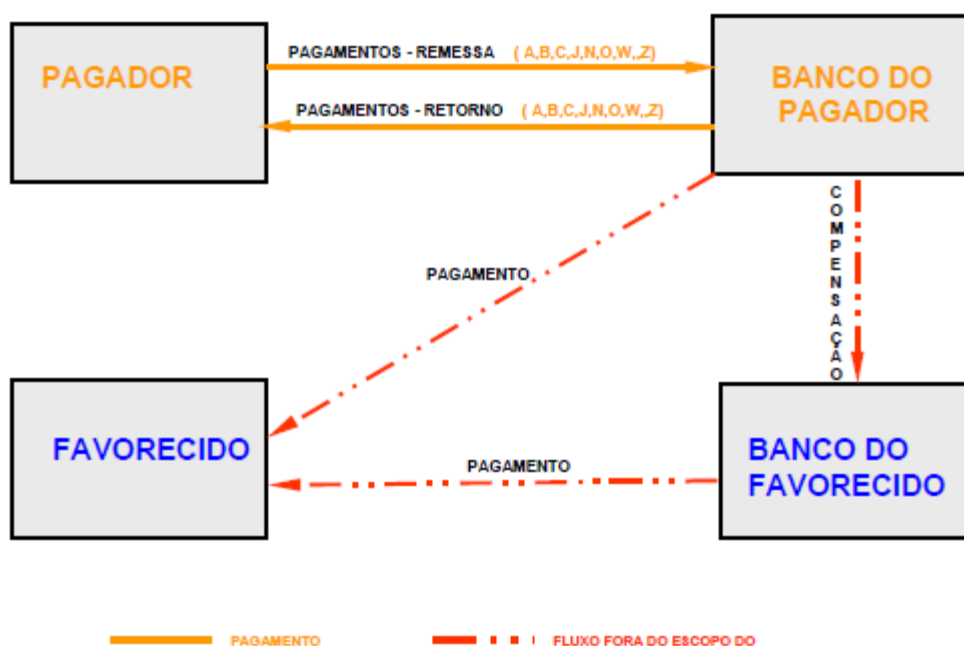 PAGADOR
PAGAMENTOS - REMESSA ( A,B,C,J,N,O,W,,Z)
PAGAMENTOS - RETORNO ( A,B,C,J,N,O,W,,Z)
BANCO DO
PAGADOR
COMPENSAÇÃO
PAGAMENTO
FAVORECIDO
PAGAMENTO
BANCO DO
FAVORECIDO
PAGAMENTO
FLUXO FORA DO ESCOPO DO